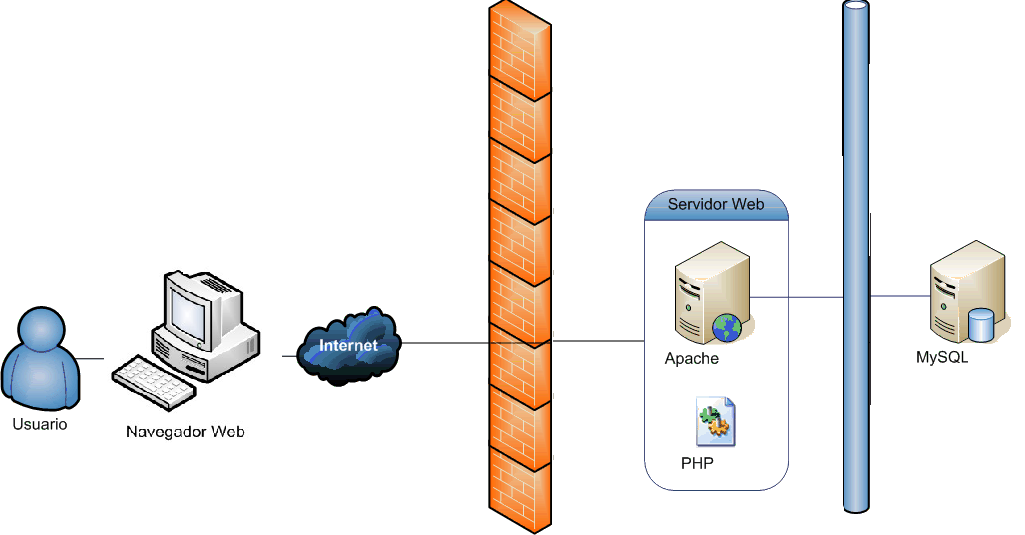 Servidor Web
Internet
Apache
MySQL
Usuario
Navegador Web
PHP